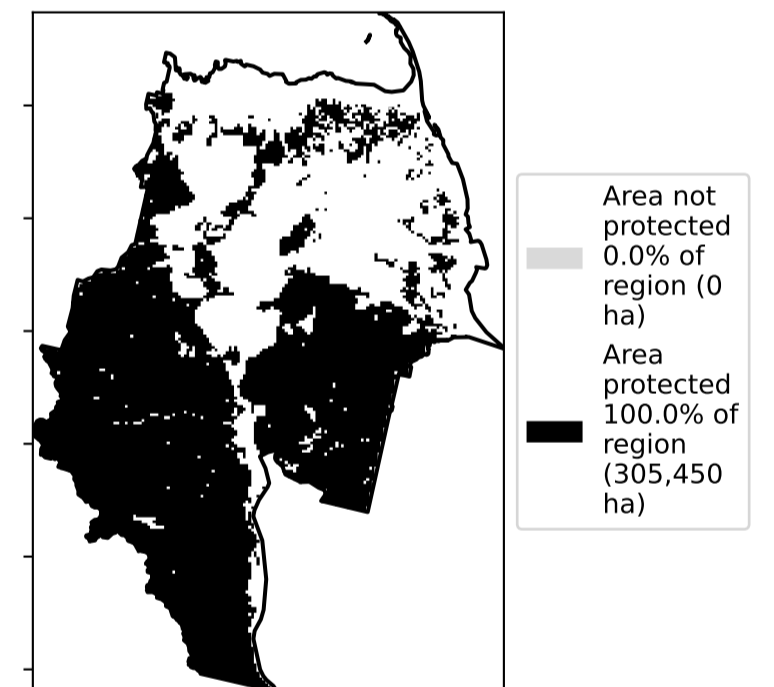 Area not
protected
0.0% of
region (0
ha)
Area
protected
100.0% of
region
(305,450
ha)